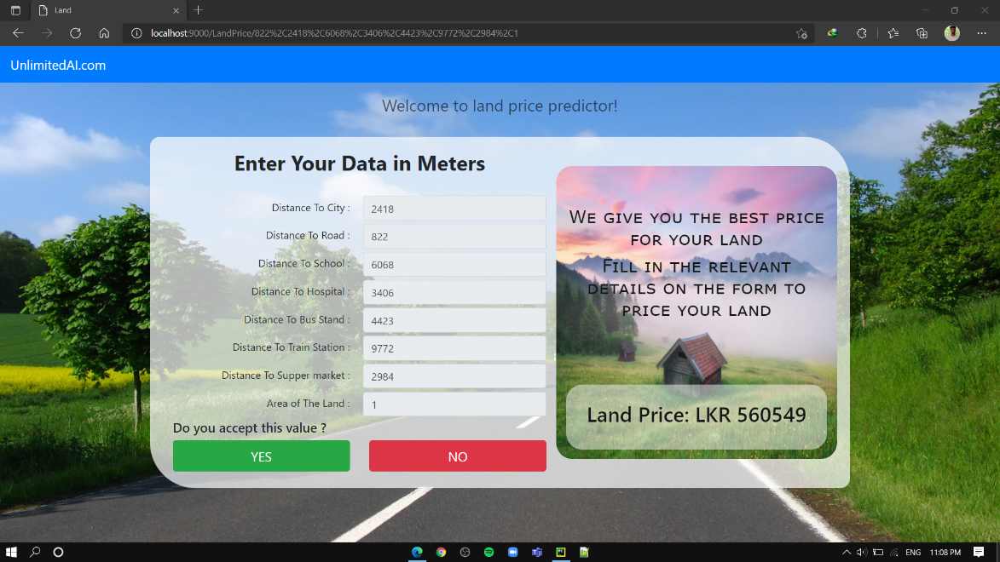 Land
localhost:9000/LandPrice/822%2C2418%2C6068%2C3406%2C4423%2C9772%2C2984%2C1
UnlimitedAI.com
Welcome to land price predictor!
Enter Your Data in Meters
Distance To City : 2418
Distance To Road : 822
Distance To School : 6068
Distance To Hospital : 3406
Distance To Bus Stand : 4423
Distance To Train Station : 9772
Distance To Supper market : 2984
Area of The Land : 1
Do you accept this value ?
YES NO
We give you the best price
for your land
Fill in the relevant
details on the form to
price your land
Land Price: LKR 560549
ENG 11:08 PM